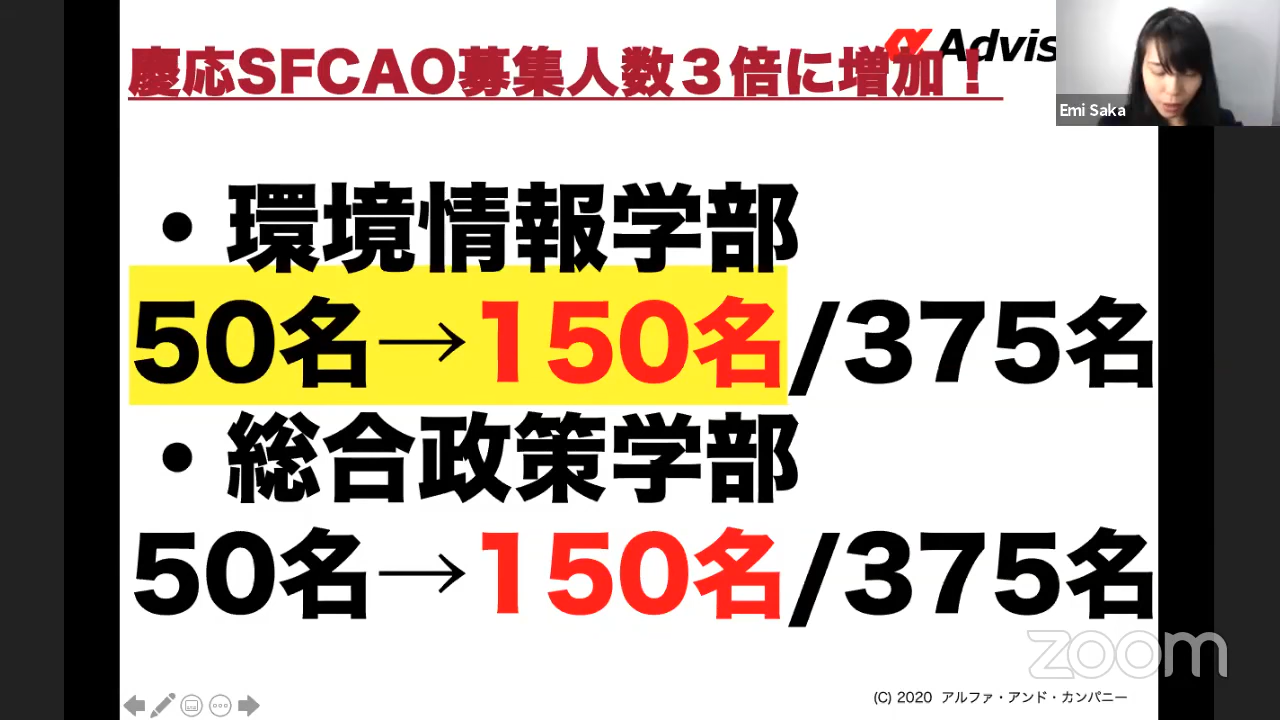 慶応SFCAO募集人数3倍に増加！
Advis
Emi Saka
・環境情報学部
50名→150名/375名
・総合政策学部
50名→150名/375名
zoom
(C) 2020 アルファ・アンド・カンパニー